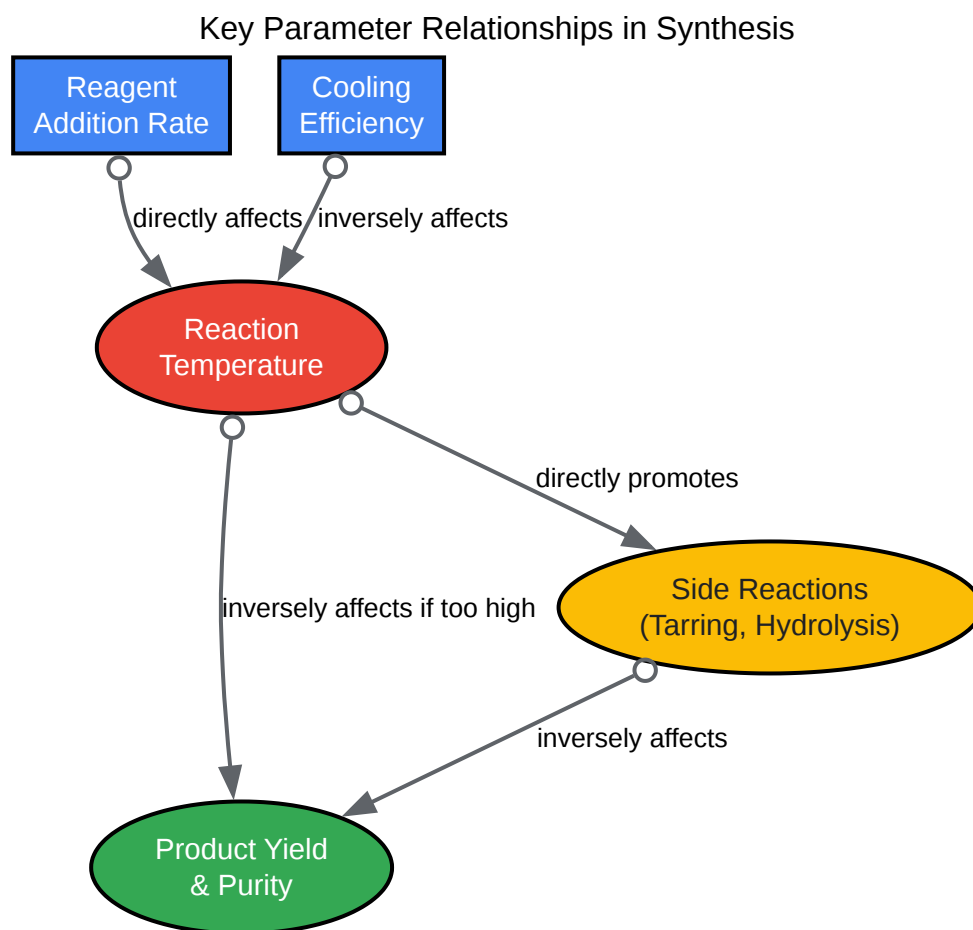 Key Parameter Relationships in Synthesis
Reagent
Addition Rate
Cooling
Efficiency
directly affects
inversely affects
Reaction
Temperature
directly promotes
Side Reactions
(Tarring, Hydrolysis)
inversely affects if too high
inversely affects
Product Yield
& Purity